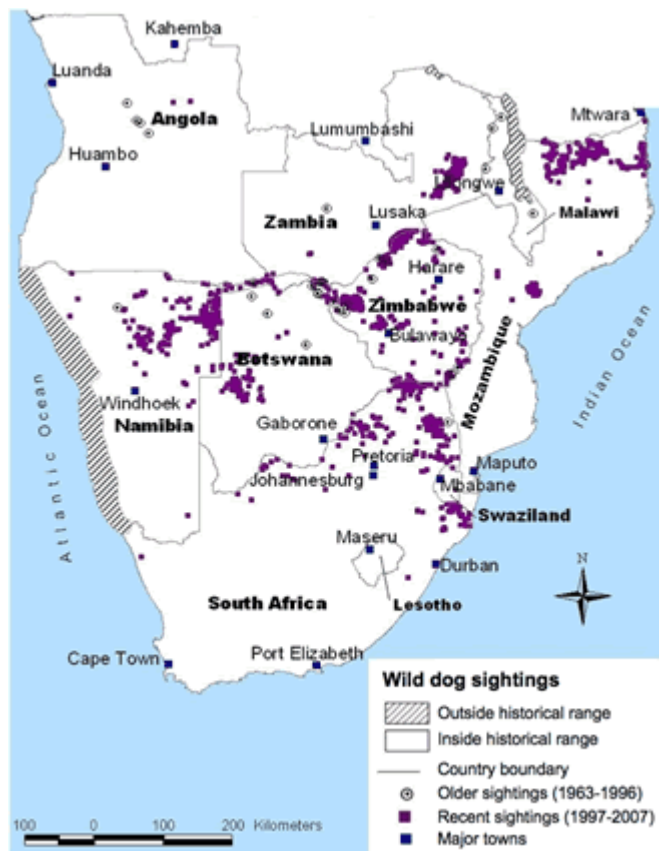 Kahemba
Luanda
Angola
Mtwara
Lumumbashi
Huambo
Malawi
Zambia
Lusaka
Harare
Zimbabwe
Bulawayo
Botswana
Mozambique
Indian Ocean
Windhoek
Namibia
Gaborone
Atlantic Ocean
Pretoria
Johannesburg
Maputo
Mbabane
Swaziland
Maseru
Durban
N
South Africa
Lesotho
Cape Town
Port Elizabeth
Wild dog sightings
Outside historical range
Inside historical range
Country boundary
Older sightings (1963-1996)
Recent sightings (1997-2007)
Major towns
100 0 100 200 Kilometers